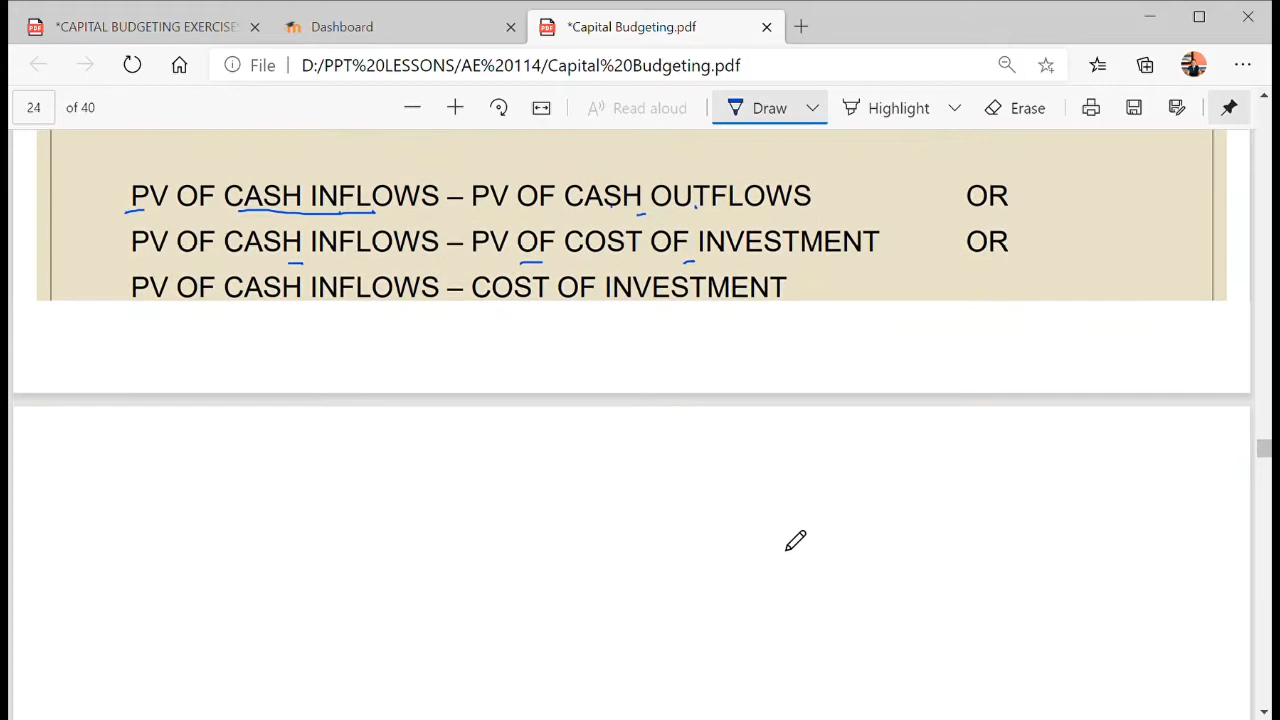 *CAPITAL BUDGETING EXERCISE
Dashboard
*Capital Budgeting.pdf
File
D:/PPT%20LESSONS/AE%20114/Capital%20Budgeting.pdf
24 of 40
Read aloud
Draw
Highlight
Erase
PV OF CASH INFLOWS – PV OF CASH OUTFLOWS OR
PV OF CASH INFLOWS – PV OF COST OF INVESTMENT OR
PV OF CASH INFLOWS – COST OF INVESTMENT